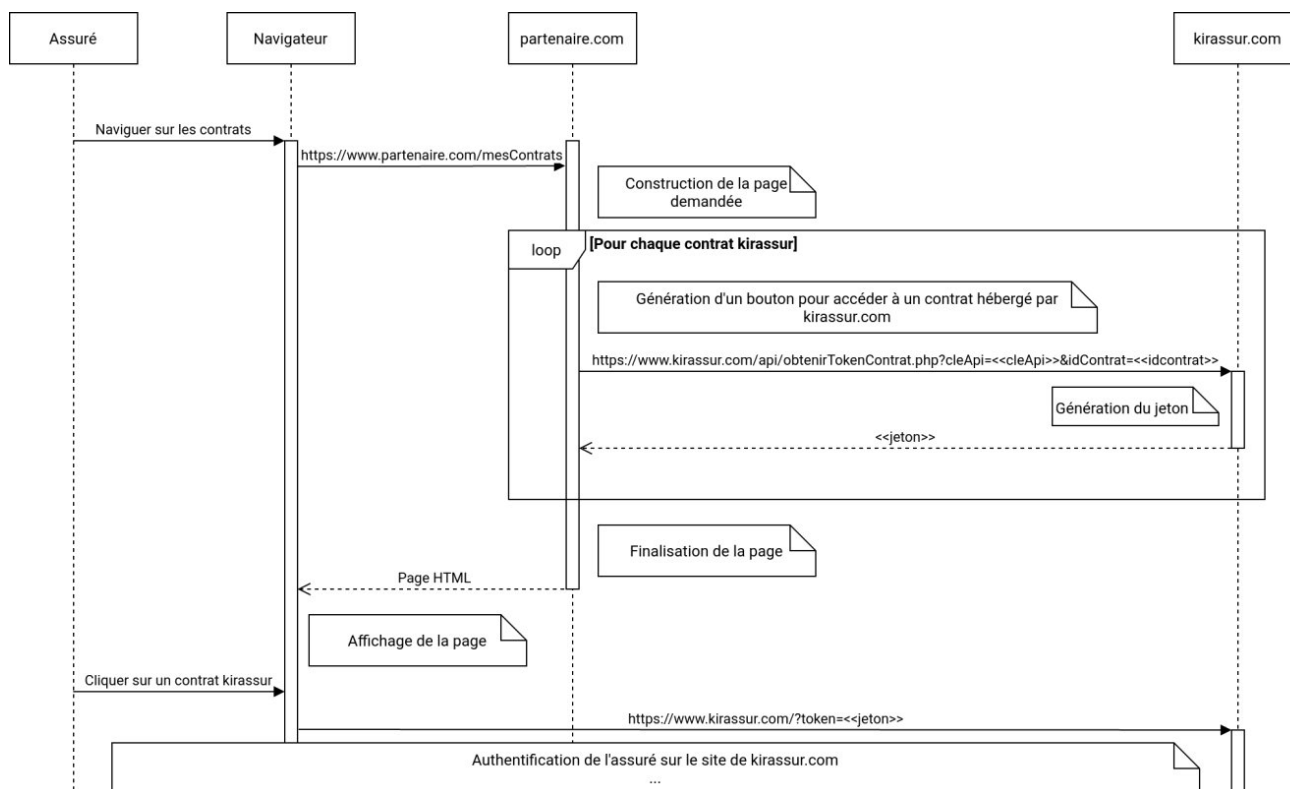 Assuré
Navigateur
partenaire.com
kirassur.com
Naviguer sur les contrats
https://www.partenaire.com/mesContrats
Construction de la page
demandée
loop
[Pour chaque contrat kirassur]
Génération d'un bouton pour accéder à un contrat hébergé par
kirassur.com
https://www.kirassur.com/api/obtenirTokenContrat.php?cleApi=<<cleApi>>&idContrat=<<idcontrat>>
Génération du jeton
<<jeton>>
Finalisation de la page
Page HTML
Affichage de la page
Cliquer sur un contrat kirassur
https://www.kirassur.com/?token=<<jeton>>
Authentification de l'assuré sur le site de kirassur.com
...